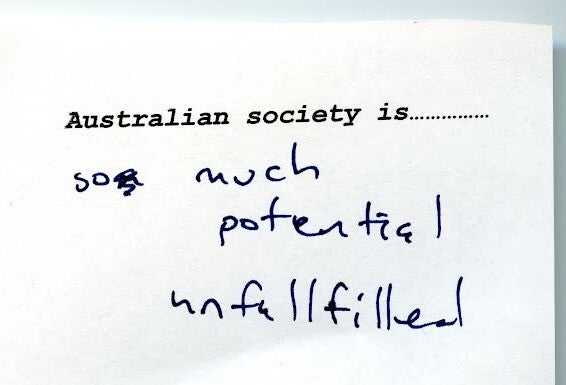 Australian society is...............
so much
potential
unfullfilled